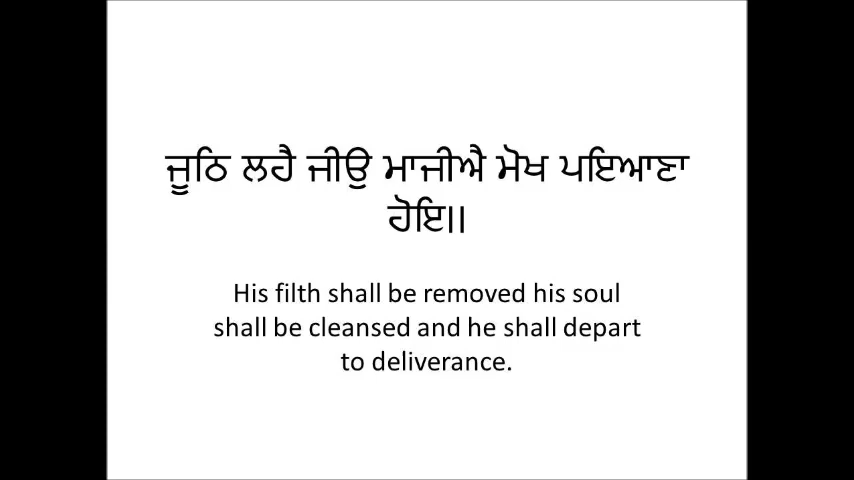 ਜੂਠਿ ਲਹੈ ਜੀਉ ਮਾਜੀਐ ਮੋਖ ਪਇਆਣਾ
ਹੋਇ॥
His filth shall be removed his soul
shall be cleansed and he shall depart
to deliverance.